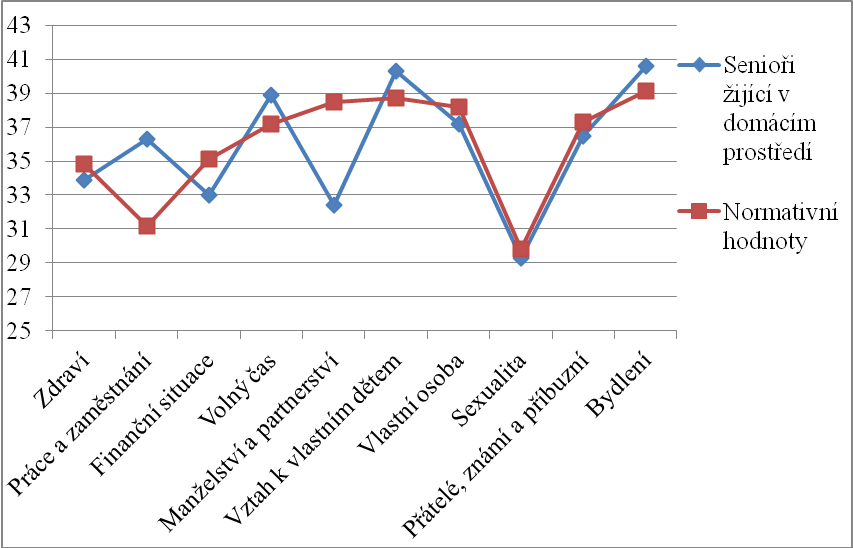 43
41
39
37
35
33
31
29
27
25
Zdraví
Práce a zaměstnání
Finanční situace
Volný čas
Manželství a partnerství
Vztah k vlastním dětem
Vlastní osoba
Sexualita
Přátelé, známí a příbuzní
Bydlení
Senioři
žijící v
domácím
prostředí
Normativní
hodnoty